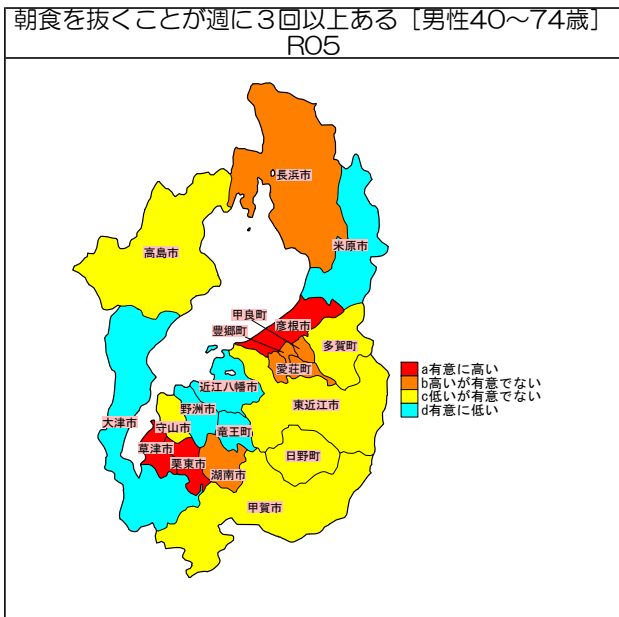 朝食を抜くことが週に３回以上ある［男性40～74歳］
R05
長浜市
米原市
高島市
甲良町
彦根市
豊郷町
多賀町
愛荘町
a有意に高い
b高いが有意でない
c低いが有意でない
d有意に低い
近江八幡市
東近江市
野洲市
大津市
守山市
竜王町
草津市
日野町
栗東市
湖南市
甲賀市